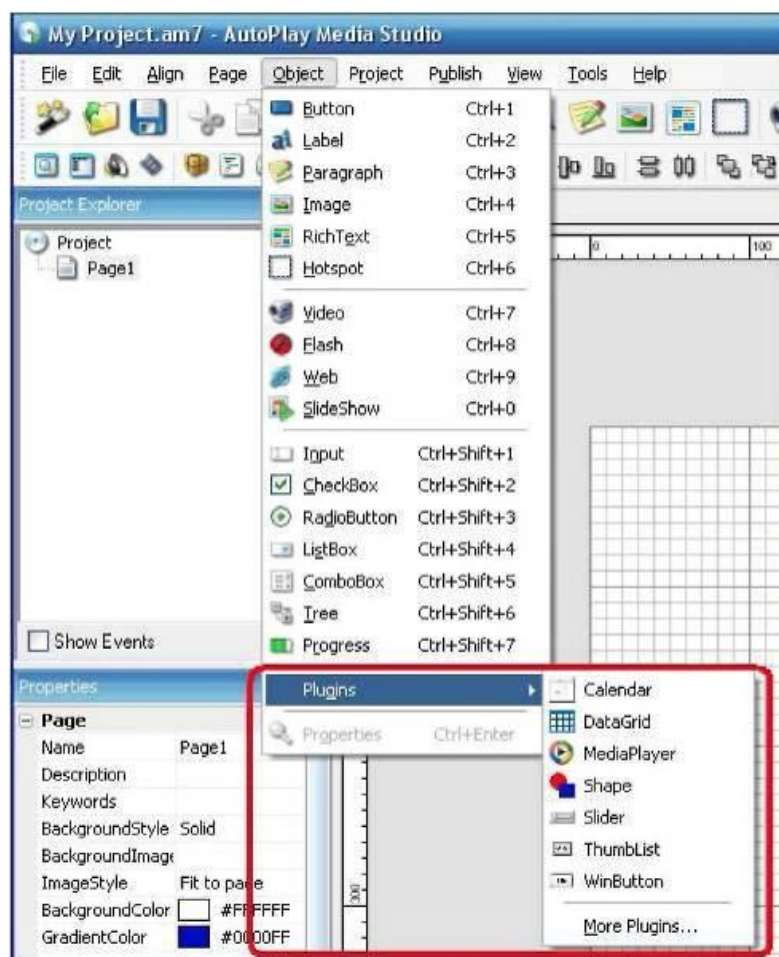 My Project.am7 - AutoPlay Media Studio
File Edit Align Page Object Project Publish View Tools Help
Project Explorer
Project
Page1
Show Events
Button Ctrl+1
Label Ctrl+2
Paragraph Ctrl+3
Image Ctrl+4
RichText Ctrl+5
Hotspot Ctrl+6
Video Ctrl+7
Flash Ctrl+8
Web Ctrl+9
SlideShow Ctrl+0
Input Ctrl+Shift+1
CheckBox Ctrl+Shift+2
RadioButton Ctrl+Shift+3
ListBox Ctrl+Shift+4
ComboBox Ctrl+Shift+5
Tree Ctrl+Shift+6
Progress Ctrl+Shift+7
Plugins
Properties Ctrl+Enter
Calendar
DataGrid
MediaPlayer
Shape
Slider
ThumbList
WinButton
More Plugins...
0 100
300
Properties
Page
Name Page1
Description
Keywords
BackgroundStyle Solid
BackgroundImage
ImageStyle Fit to page
BackgroundColor #FFFFFF
GradientColor #0000FF